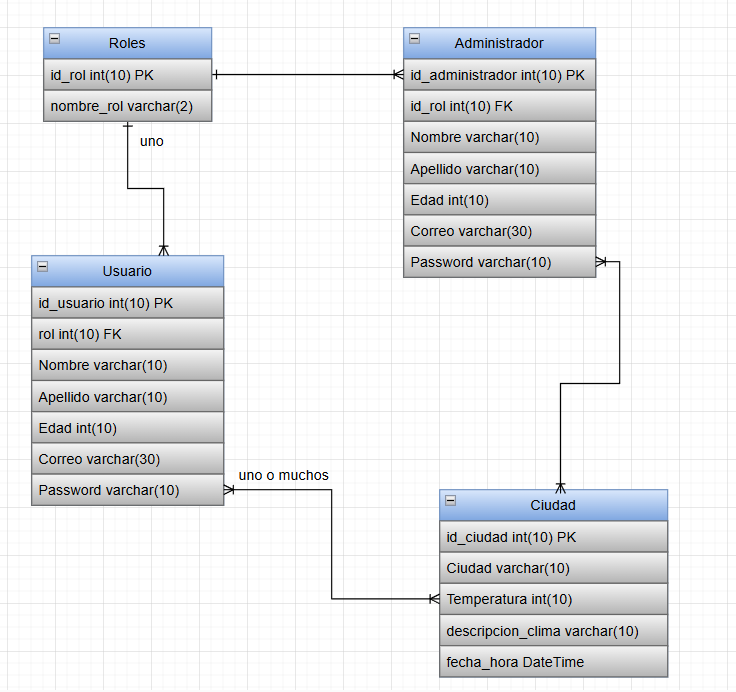 Roles
id_rol int(10) PK
nombre_rol varchar(2)
uno
Administrador
id_administrador int(10) PK
id_rol int(10) FK
Nombre varchar(10)
Apellido varchar(10)
Edad int(10)
Correo varchar(30)
Password varchar(10)
Usuario
id_usuario int(10) PK
rol int(10) FK
Nombre varchar(10)
Apellido varchar(10)
Edad int(10)
Correo varchar(30)
Password varchar(10)
uno o muchos
Ciudad
id_ciudad int(10) PK
Ciudad varchar(10)
Temperatura int(10)
descripcion_clima varchar(10)
fecha_hora DateTime